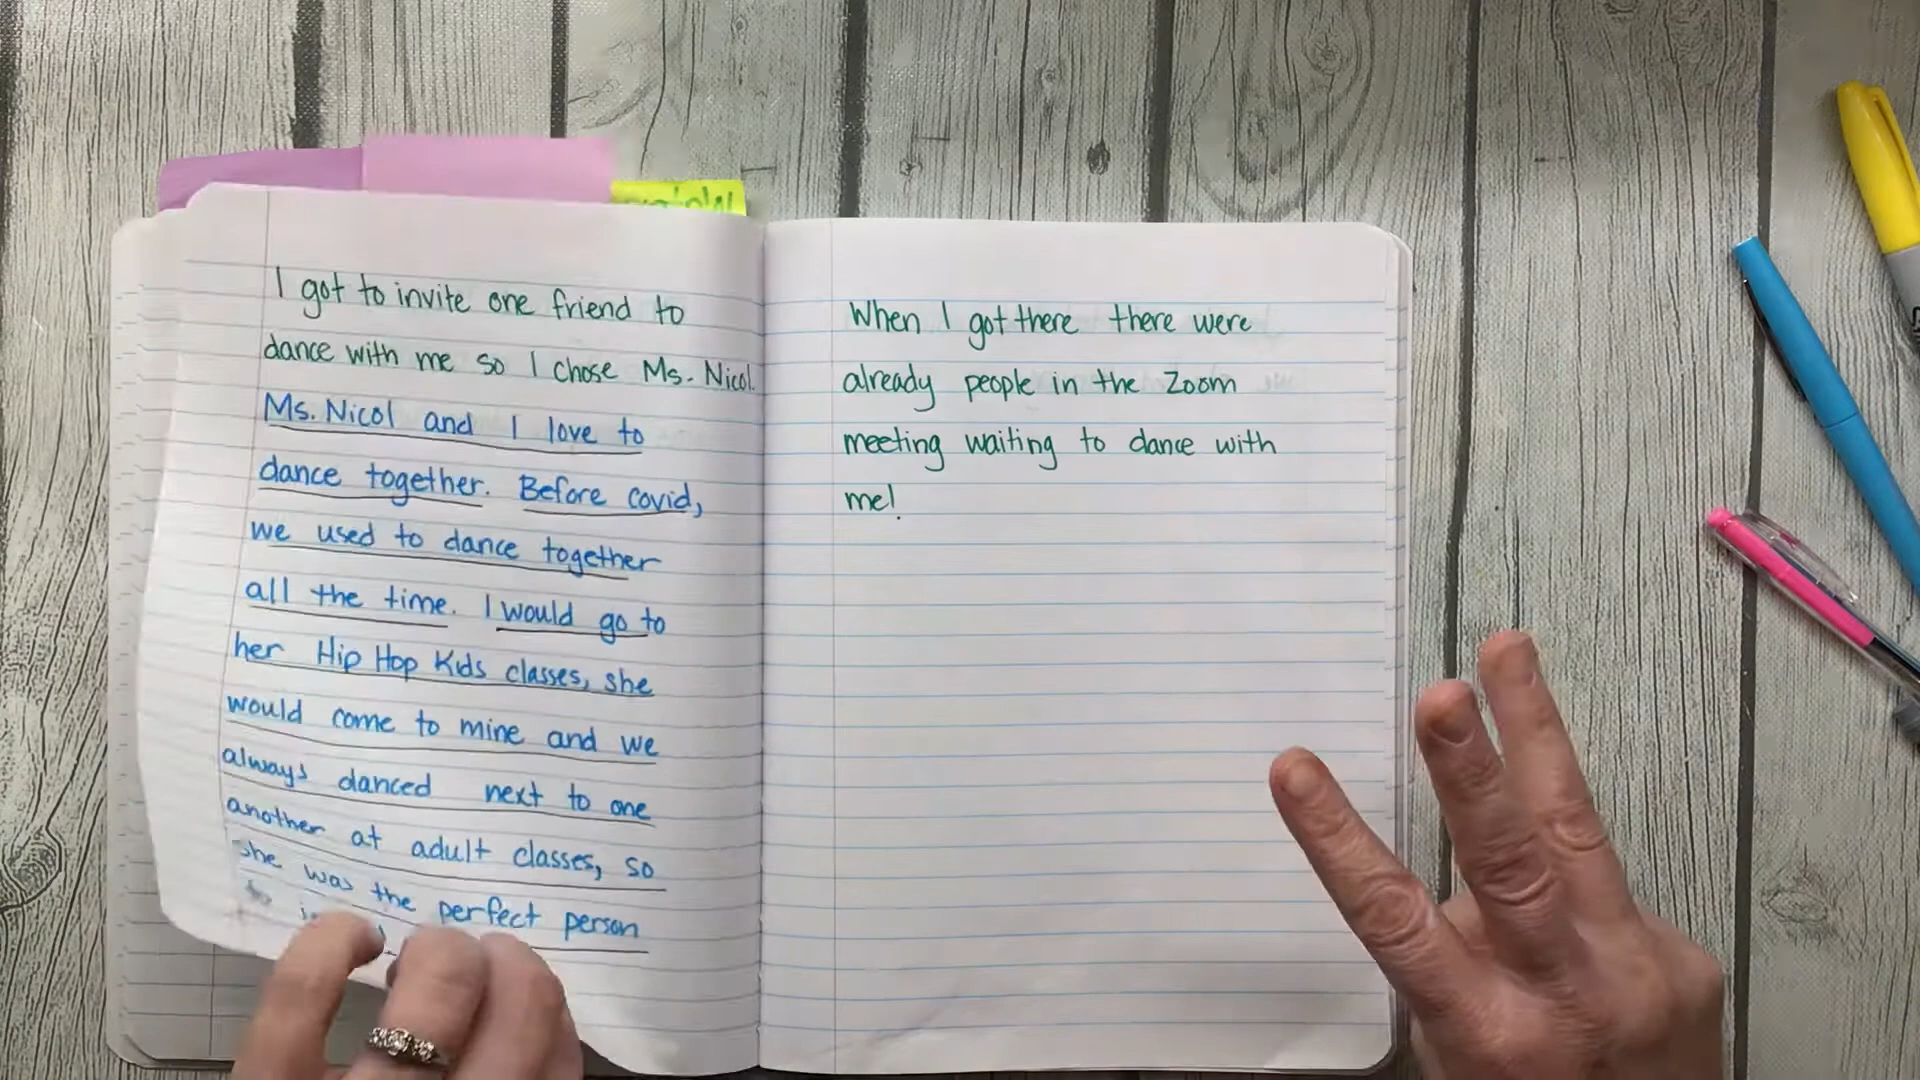 I got to invite one friend to
dance with me so I chose Ms. Nicol.
Ms. Nicol and I love to
dance together. Before covid,
we used to dance together
all the time. I would go to
her Hip Hop Kids classes, she
would come to mine and we
always danced next to one
another at adult classes, so
she was the perfect person
When I got there there were
already people in the Zoom
meeting waiting to dance with
me!